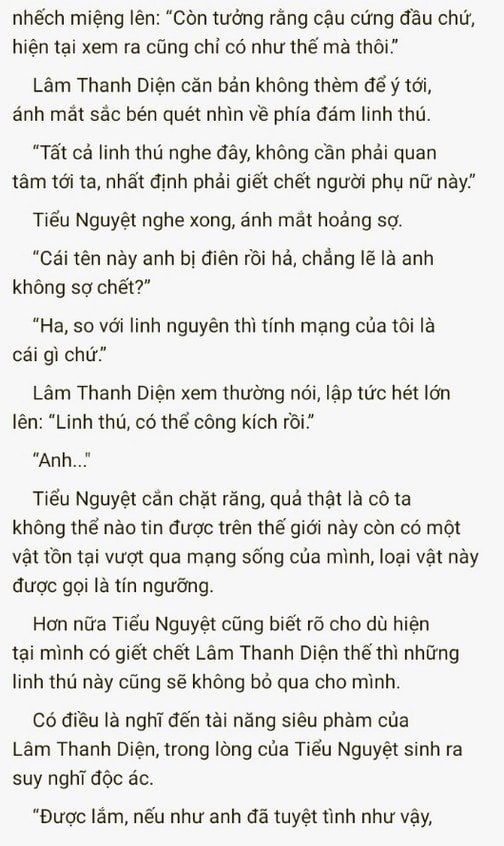 nhếch miệng lên: “Còn tưởng rằng cậu cứng đầu chứ,
hiện tại xem ra cũng chỉ có như thế mà thôi.”
Lâm Thanh Diện căn bản không thèm để ý tới,
ánh mắt sắc bén quét nhìn về phía đám linh thú.
“Tất cả linh thú nghe đây, không cần phải quan
tâm tới ta, nhất định phải giết chết người phụ nữ này.”
Tiểu Nguyệt nghe xong, ánh mắt hoảng sợ.
“Cái tên này anh bị điên rồi hả, chẳng lẽ là anh
không sợ chết?”
“Ha, so với linh nguyên thì tính mạng của tôi là
cái gì chứ.”
Lâm Thanh Diện xem thường nói, lập tức hét lớn
lên: “Linh thú, có thể công kích rồi.”
“Anh..."
Tiểu Nguyệt cắn chặt răng, quả thật là cô ta
không thể nào tin được trên thế giới này còn có một
vật tồn tại vượt qua mạng sống của mình, loại vật này
được gọi là tín ngưỡng.
Hơn nữa Tiểu Nguyệt cũng biết rõ cho dù hiện
tại mình có giết chết Lâm Thanh Diện thế thì những
linh thú này cũng sẽ không bỏ qua cho mình.
Có điều là nghĩ đến tài năng siêu phàm của
Lâm Thanh Diện, trong lòng của Tiểu Nguyệt sinh ra
suy nghĩ độc ác.
“Được lắm, nếu như anh đã tuyệt tình như vậy,